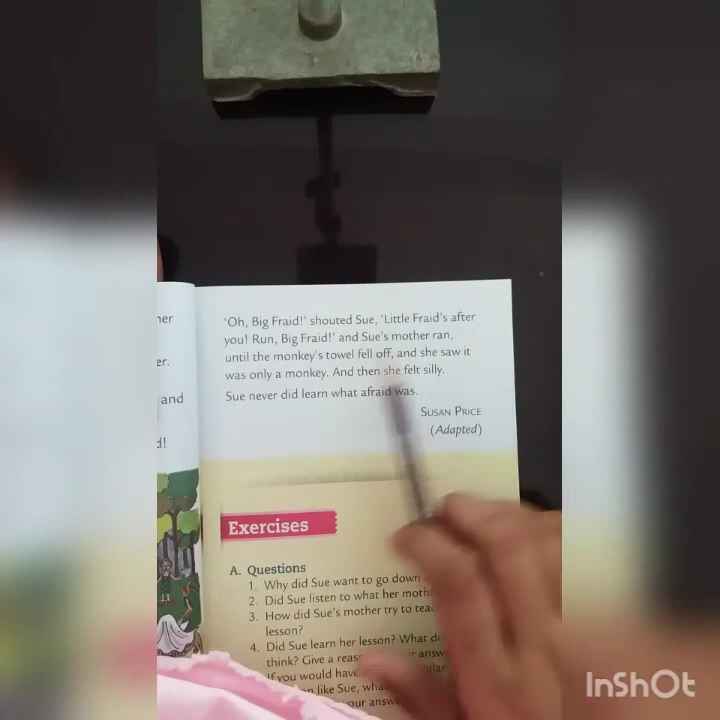 her
er.
and
d!
'Oh, Big Fraid!' shouted Sue, 'Little Fraid's after
you! Run, Big Fraid!' and Sue's mother ran,
until the monkey's towel fell off, and she saw it
was only a monkey. And then she felt silly.
Sue never did learn what afraid was.
SUSAN PRICE
(Adapted)
Exercises
A. Questions
1. Why did Sue want to go down
2. Did Sue listen to what her moth
3. How did Sue's mother try to tea
lesson?
4. Did Sue learn her lesson? What d
think? Give a reas answ
If you would have ilar
n like Sue, wha
your answ
InShOt